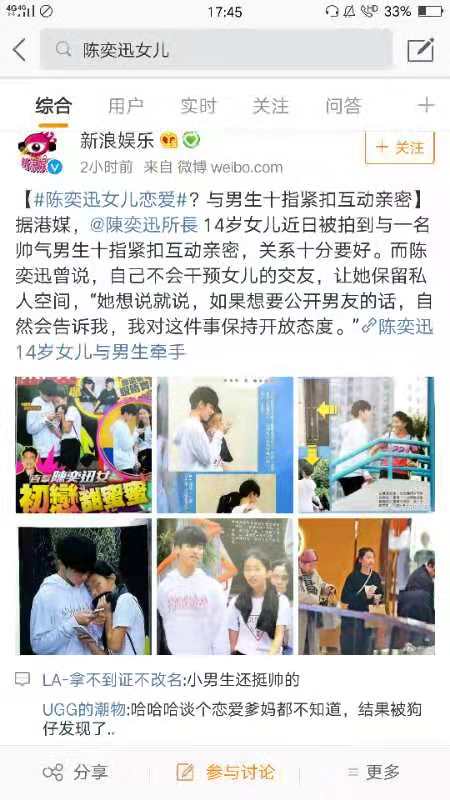 4G 4G 17:45 33%
陈奕迅女儿
综合 用户 实时 关注 问答
新浪娱乐
2小时前 来自 微博 weibo.com
+ 关注
【#陈奕迅女儿恋爱#？与男生十指紧扣互动亲密】
据港媒，@陳奕迅所長 14岁女儿近日被拍到与一名
帅气男生十指紧扣互动亲密，关系十分要好。而陈
奕迅曾说，自己不会干预女儿的交友，让她保留私
人空间，“她想说就说，如果想要公开男友的话，自
然会告诉我，我对这件事保持开放态度。”陈奕迅
14岁女儿与男生牵手
陳奕迅女
初戀甜蜜蜜
LA-拿不到证不改名:小男生还挺帅的
UGG的潮物:哈哈哈谈个恋爱爹妈都不知道，结果被狗
仔发现了..
分享 参与讨论 更多